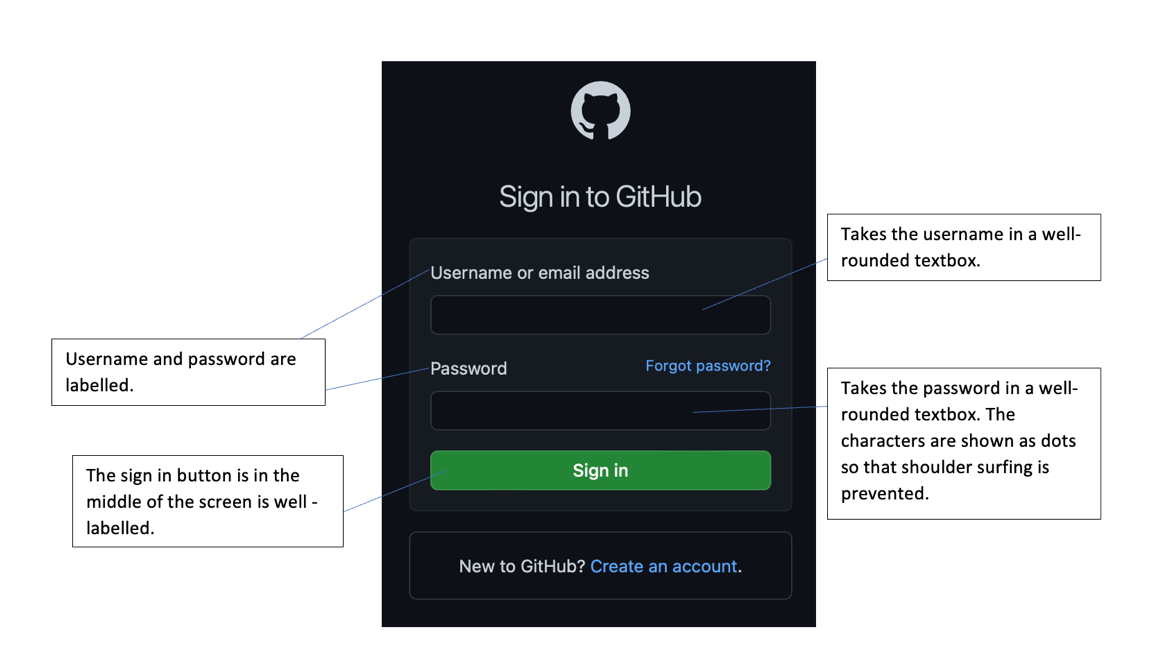 Sign in to GitHub
Username or email address
Password
Forgot password?
Sign in
New to GitHub? Create an account.
Username and password are
labelled.
The sign in button is in the
middle of the screen is well -
labelled.
Takes the username in a well-
rounded textbox.
Takes the password in a well-
rounded textbox. The
characters are shown as dots
so that shoulder surfing is
prevented.